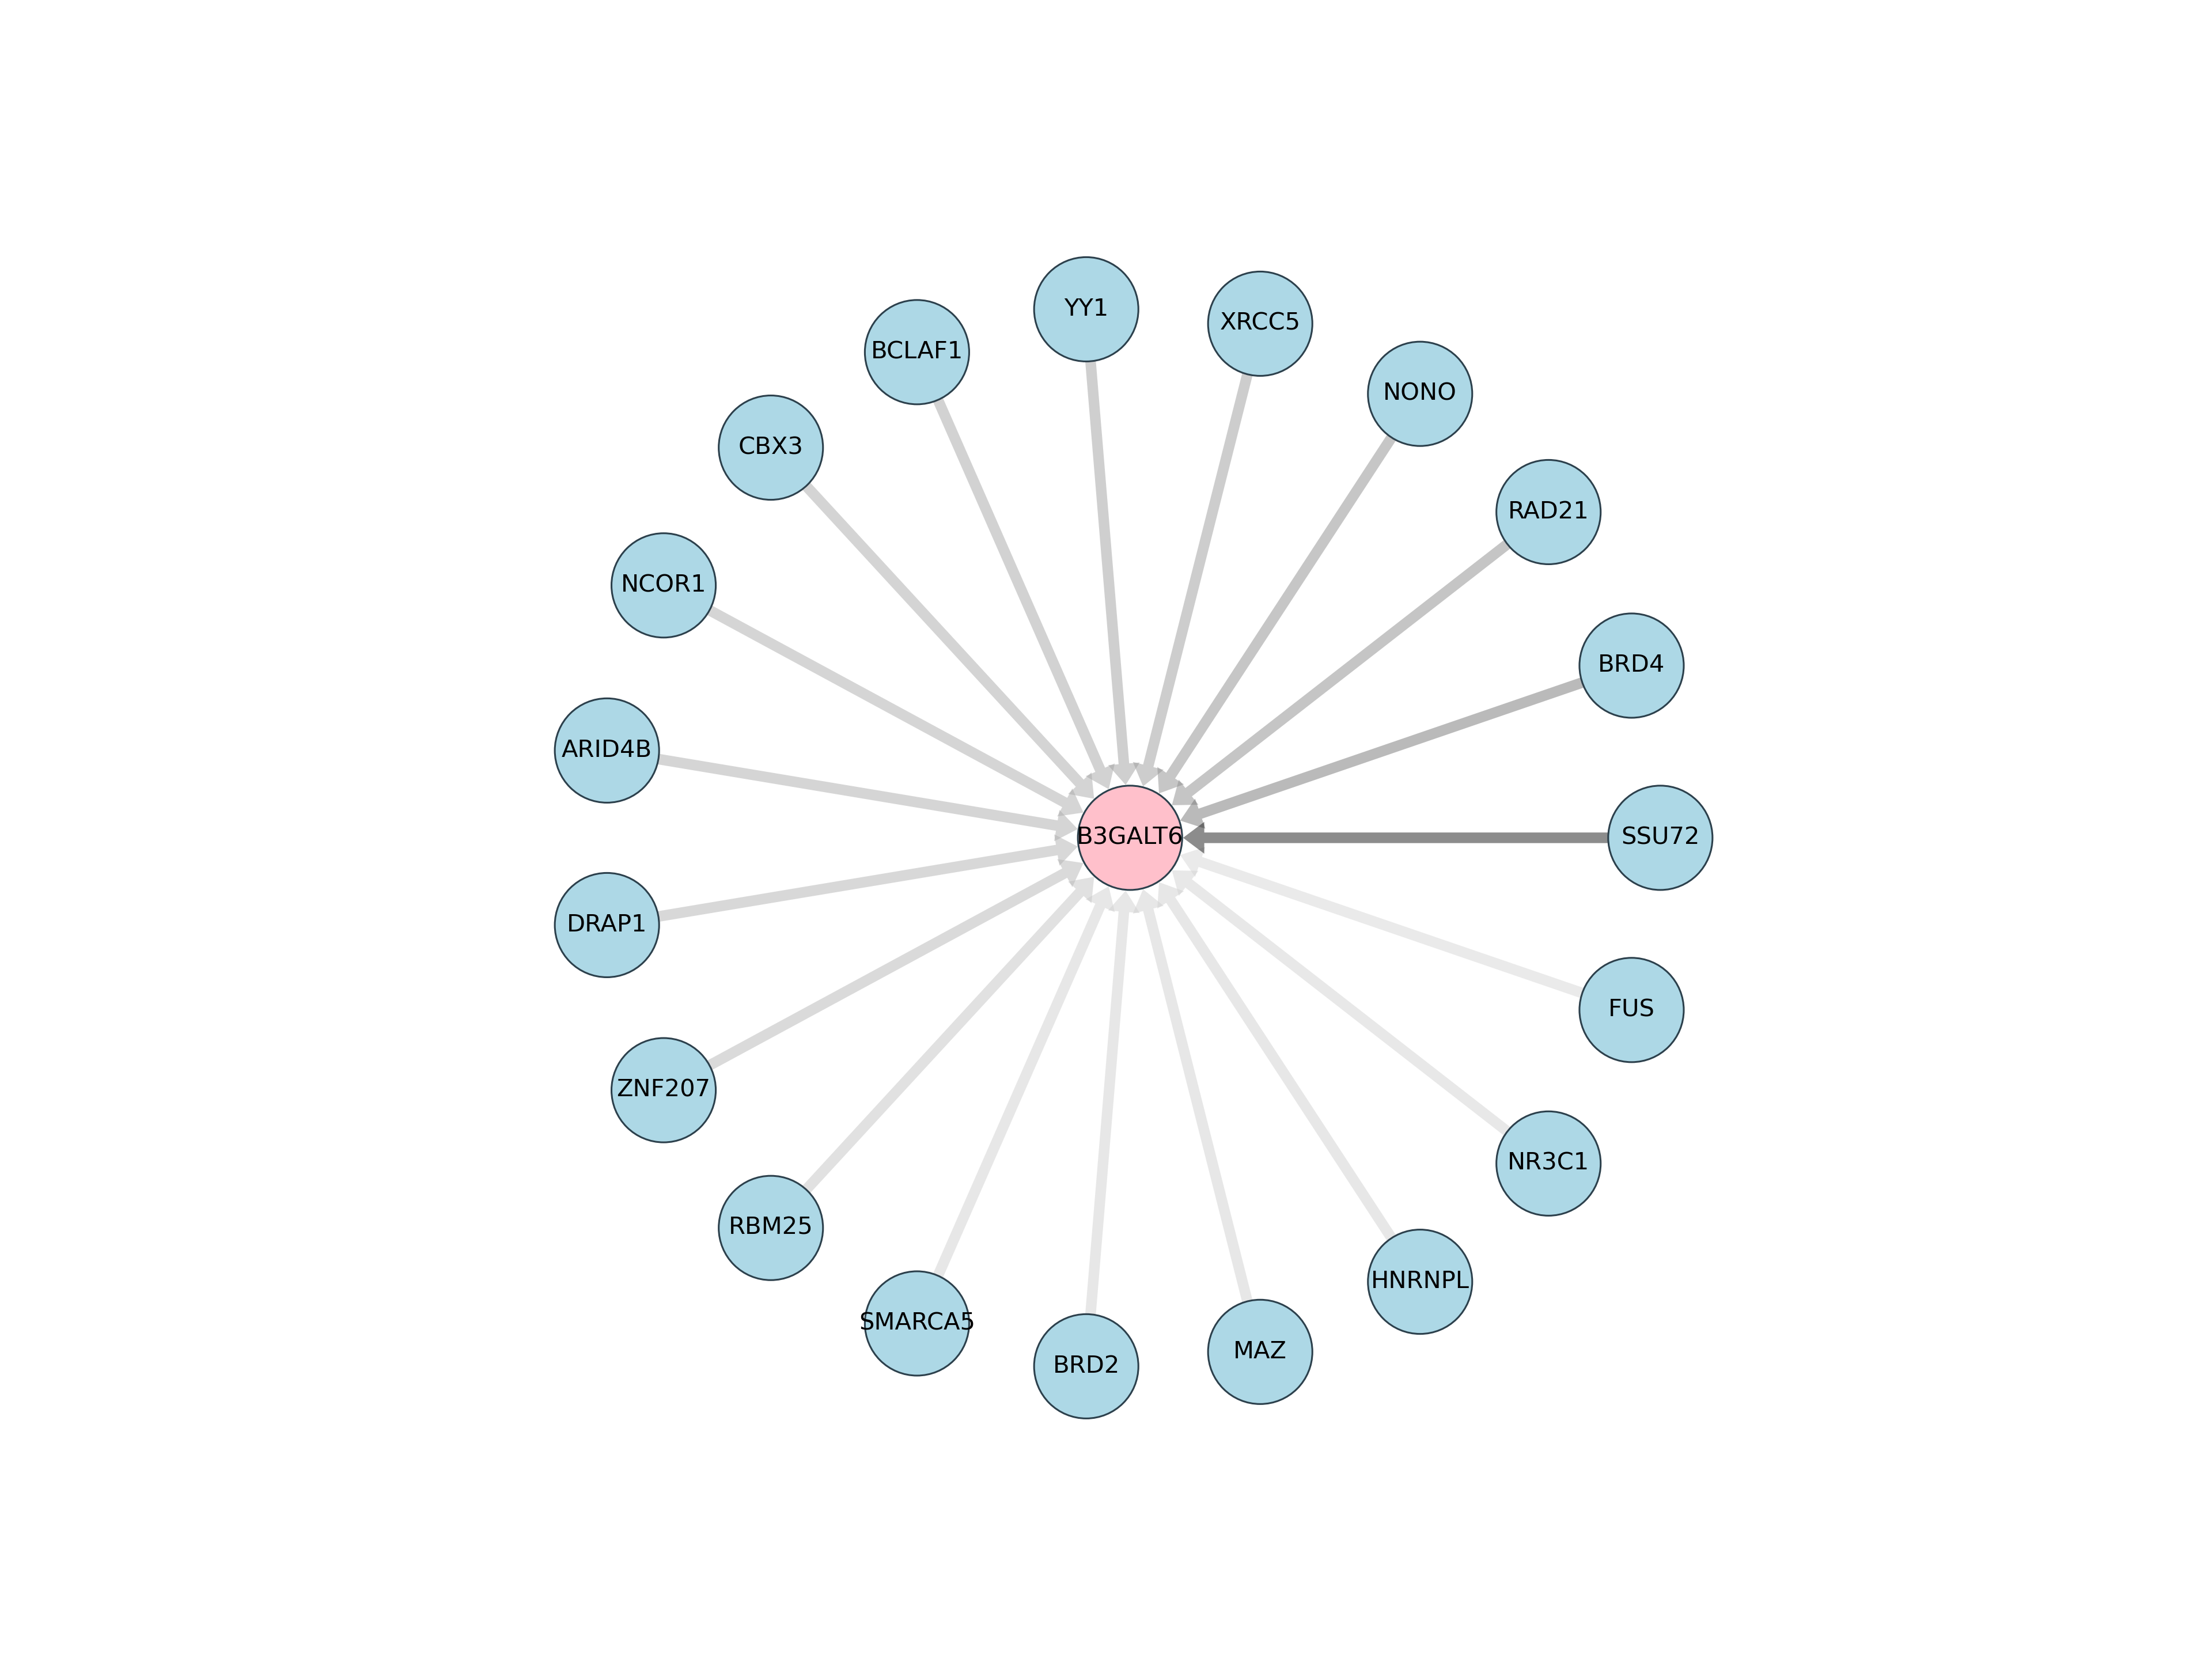 YY1
XRCC5
BCLAF1
NONO
CBX3
RAD21
NCOR1
BRD4
ARID4B
B3GALT6
SSU72
DRAP1
FUS
ZNF207
NR3C1
RBM25
HNRNPL
SMARCA5
MAZ
BRD2